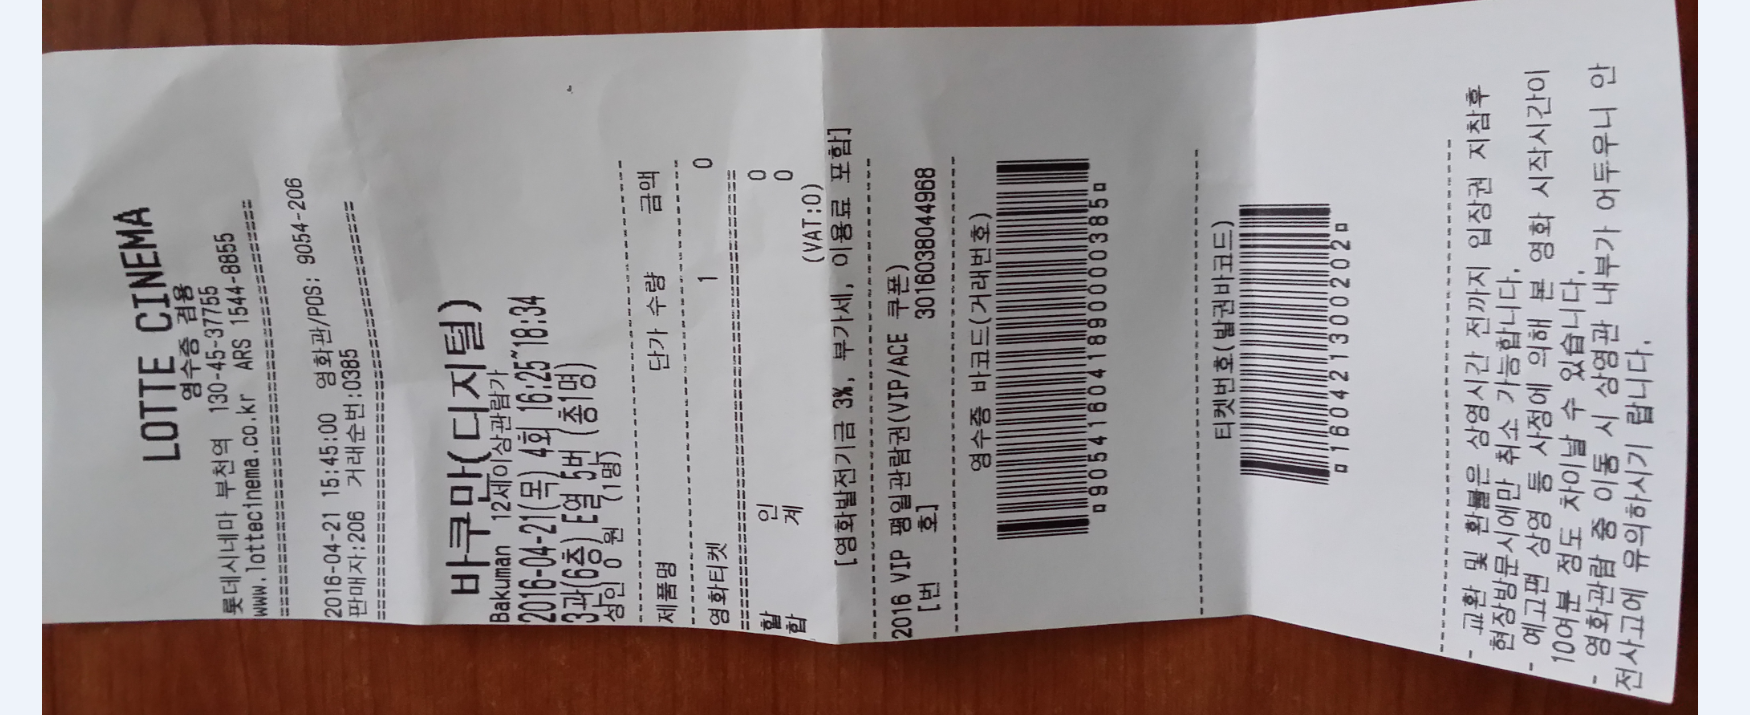 LOTTE CINEMA
영수증 겸용
롯데시네마 부천역 130-45-37755
www.lottecinema.co.kr ARS 1544-8855
==============================
2016-04-21 15:45:00 영화관/POS: 9054-206
판매자:206 거래순번:0385
==============================
바쿠만(디지털)
Bakuman 12세이상관람가
2016-04-21(목) 4회 16:25~18:34
3관(6층) E열 5번 (총1명)
성인 0 원 (1명)
------------------------------
제품명 단가 수량 금액
------------------------------
영화티켓 1 0
==============================
할 인 0
합 계 0
(VAT:0)
[영화발전기금 3%, 부가세, 이용료 포함]
------------------------------
2016 VIP 평일관람권(VIP/ACE 쿠폰)
[번 호] 3016038044968
------------------------------
영수증 바코드(거래번호)
905416041890000385
------------------------------
티켓번호(발권바코드)
0160421300202
------------------------------
- 교환 및 환불은 상영시간 전까지 입장권 지참후
현장방문시에만 취소 가능합니다.
- 예고편 상영 등 사정에 의해 본 영화 시작시간이
10여분 정도 차이날 수 있습니다.
- 영화관람 중 이동 시 상영관 내부가 어두우니 안
전사고에 유의하시기 랍니다.